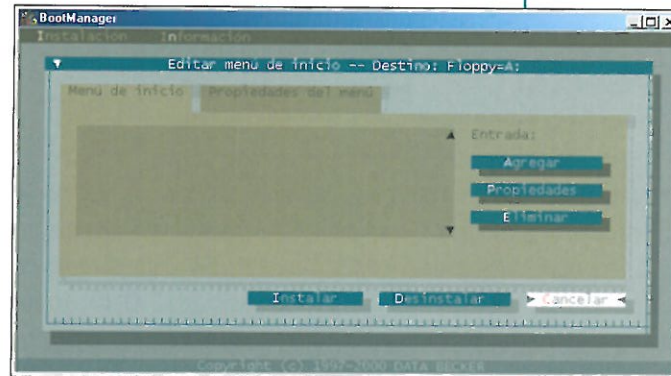 BootManager
Instalación Información
Editar menú de inicio -- Destino: Floppy=A:
Menú de inicio Propiedades del menú
Entrada:
Agregar
Propiedades
Eliminar
Instalar Desinstalar Cancelar
Copyright (c) 1992-2000 DATA BECKER